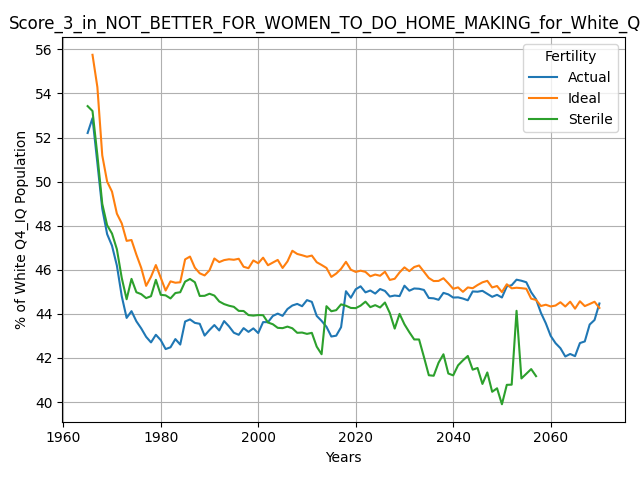 Score_3_in_NOT_BETTER_FOR_WOMEN_TO_DO_HOME_MAKING_for_White_Q
Fertility
Actual
Ideal
Sterile
% of White Q4_IQ Population
56
54
52
50
48
46
44
42
40
1960 1980 2000 2020 2040 2060
Years